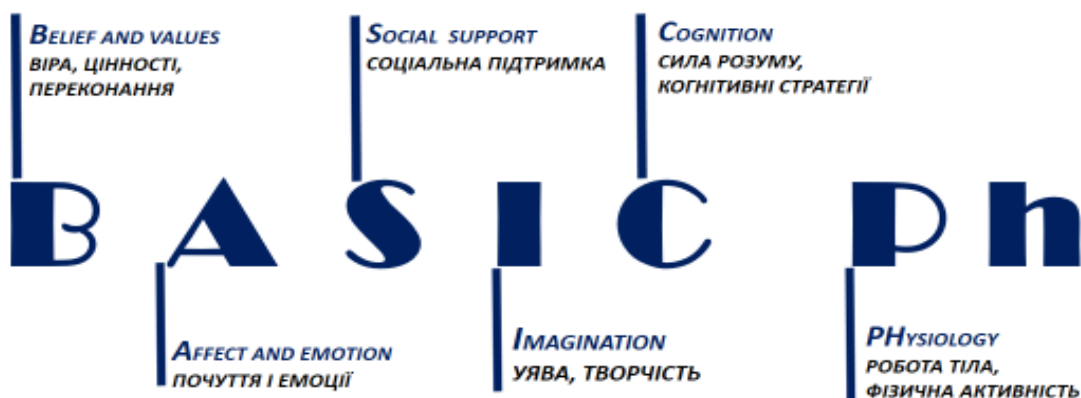 BELIEF AND VALUES
ВІРА, ЦІННОСТІ,
ПЕРЕКОНАННЯ
SOCIAL SUPPORT
СОЦІАЛЬНА ПІДТРИМКА
COGNITION
СИЛА РОЗУМУ,
КОГНІТИВНІ СТРАТЕГІЇ
BASIC Ph
AFFECT AND EMOTION
ПОЧУТТЯ І ЕМОЦІЇ
IMAGINATION
УЯВА, ТВОРЧІСТЬ
PHYSIOLOGY
РОБОТА ТІЛА,
ФІЗИЧНА АКТИВНІСТЬ